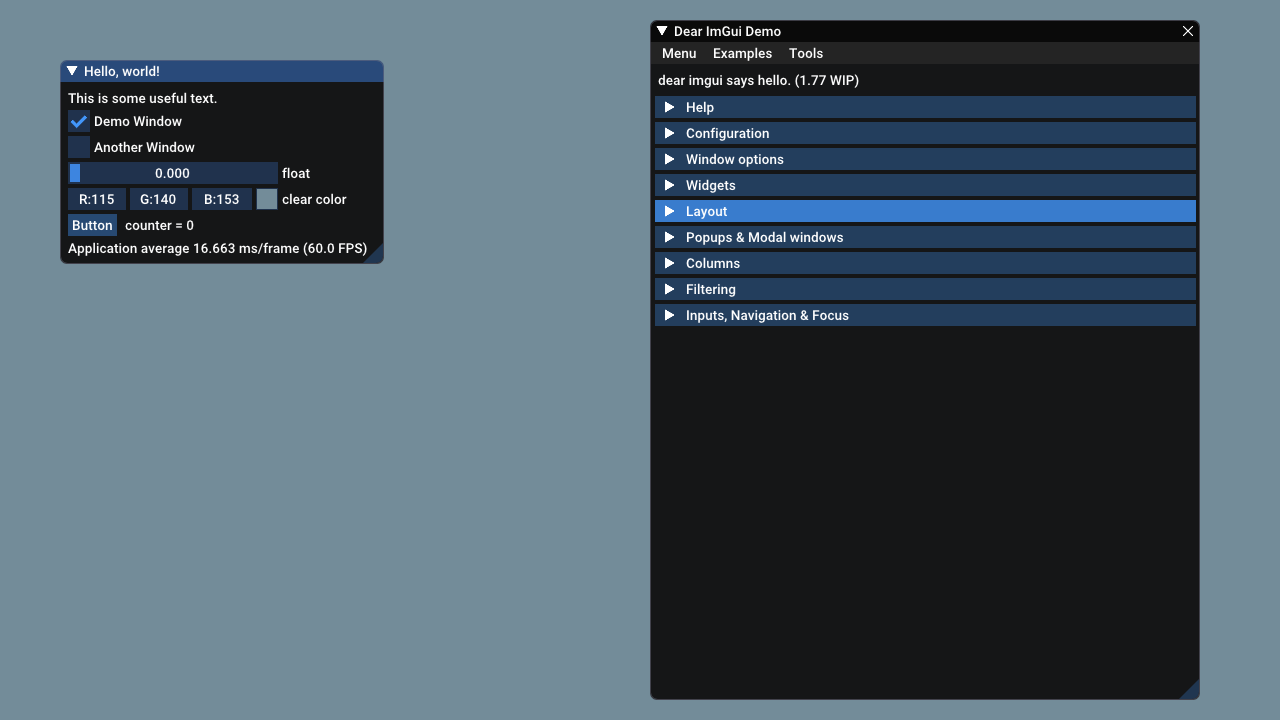 Hello, world!
This is some useful text.
Demo Window
Another Window
0.000 float
R:115 G:140 B:153 clear color
Button counter = 0
Application average 16.663 ms/frame (60.0 FPS)
Dear ImGui Demo
Menu Examples Tools
dear imgui says hello. (1.77 WIP)
Help
Configuration
Window options
Widgets
Layout
Popups & Modal windows
Columns
Filtering
Inputs, Navigation & Focus